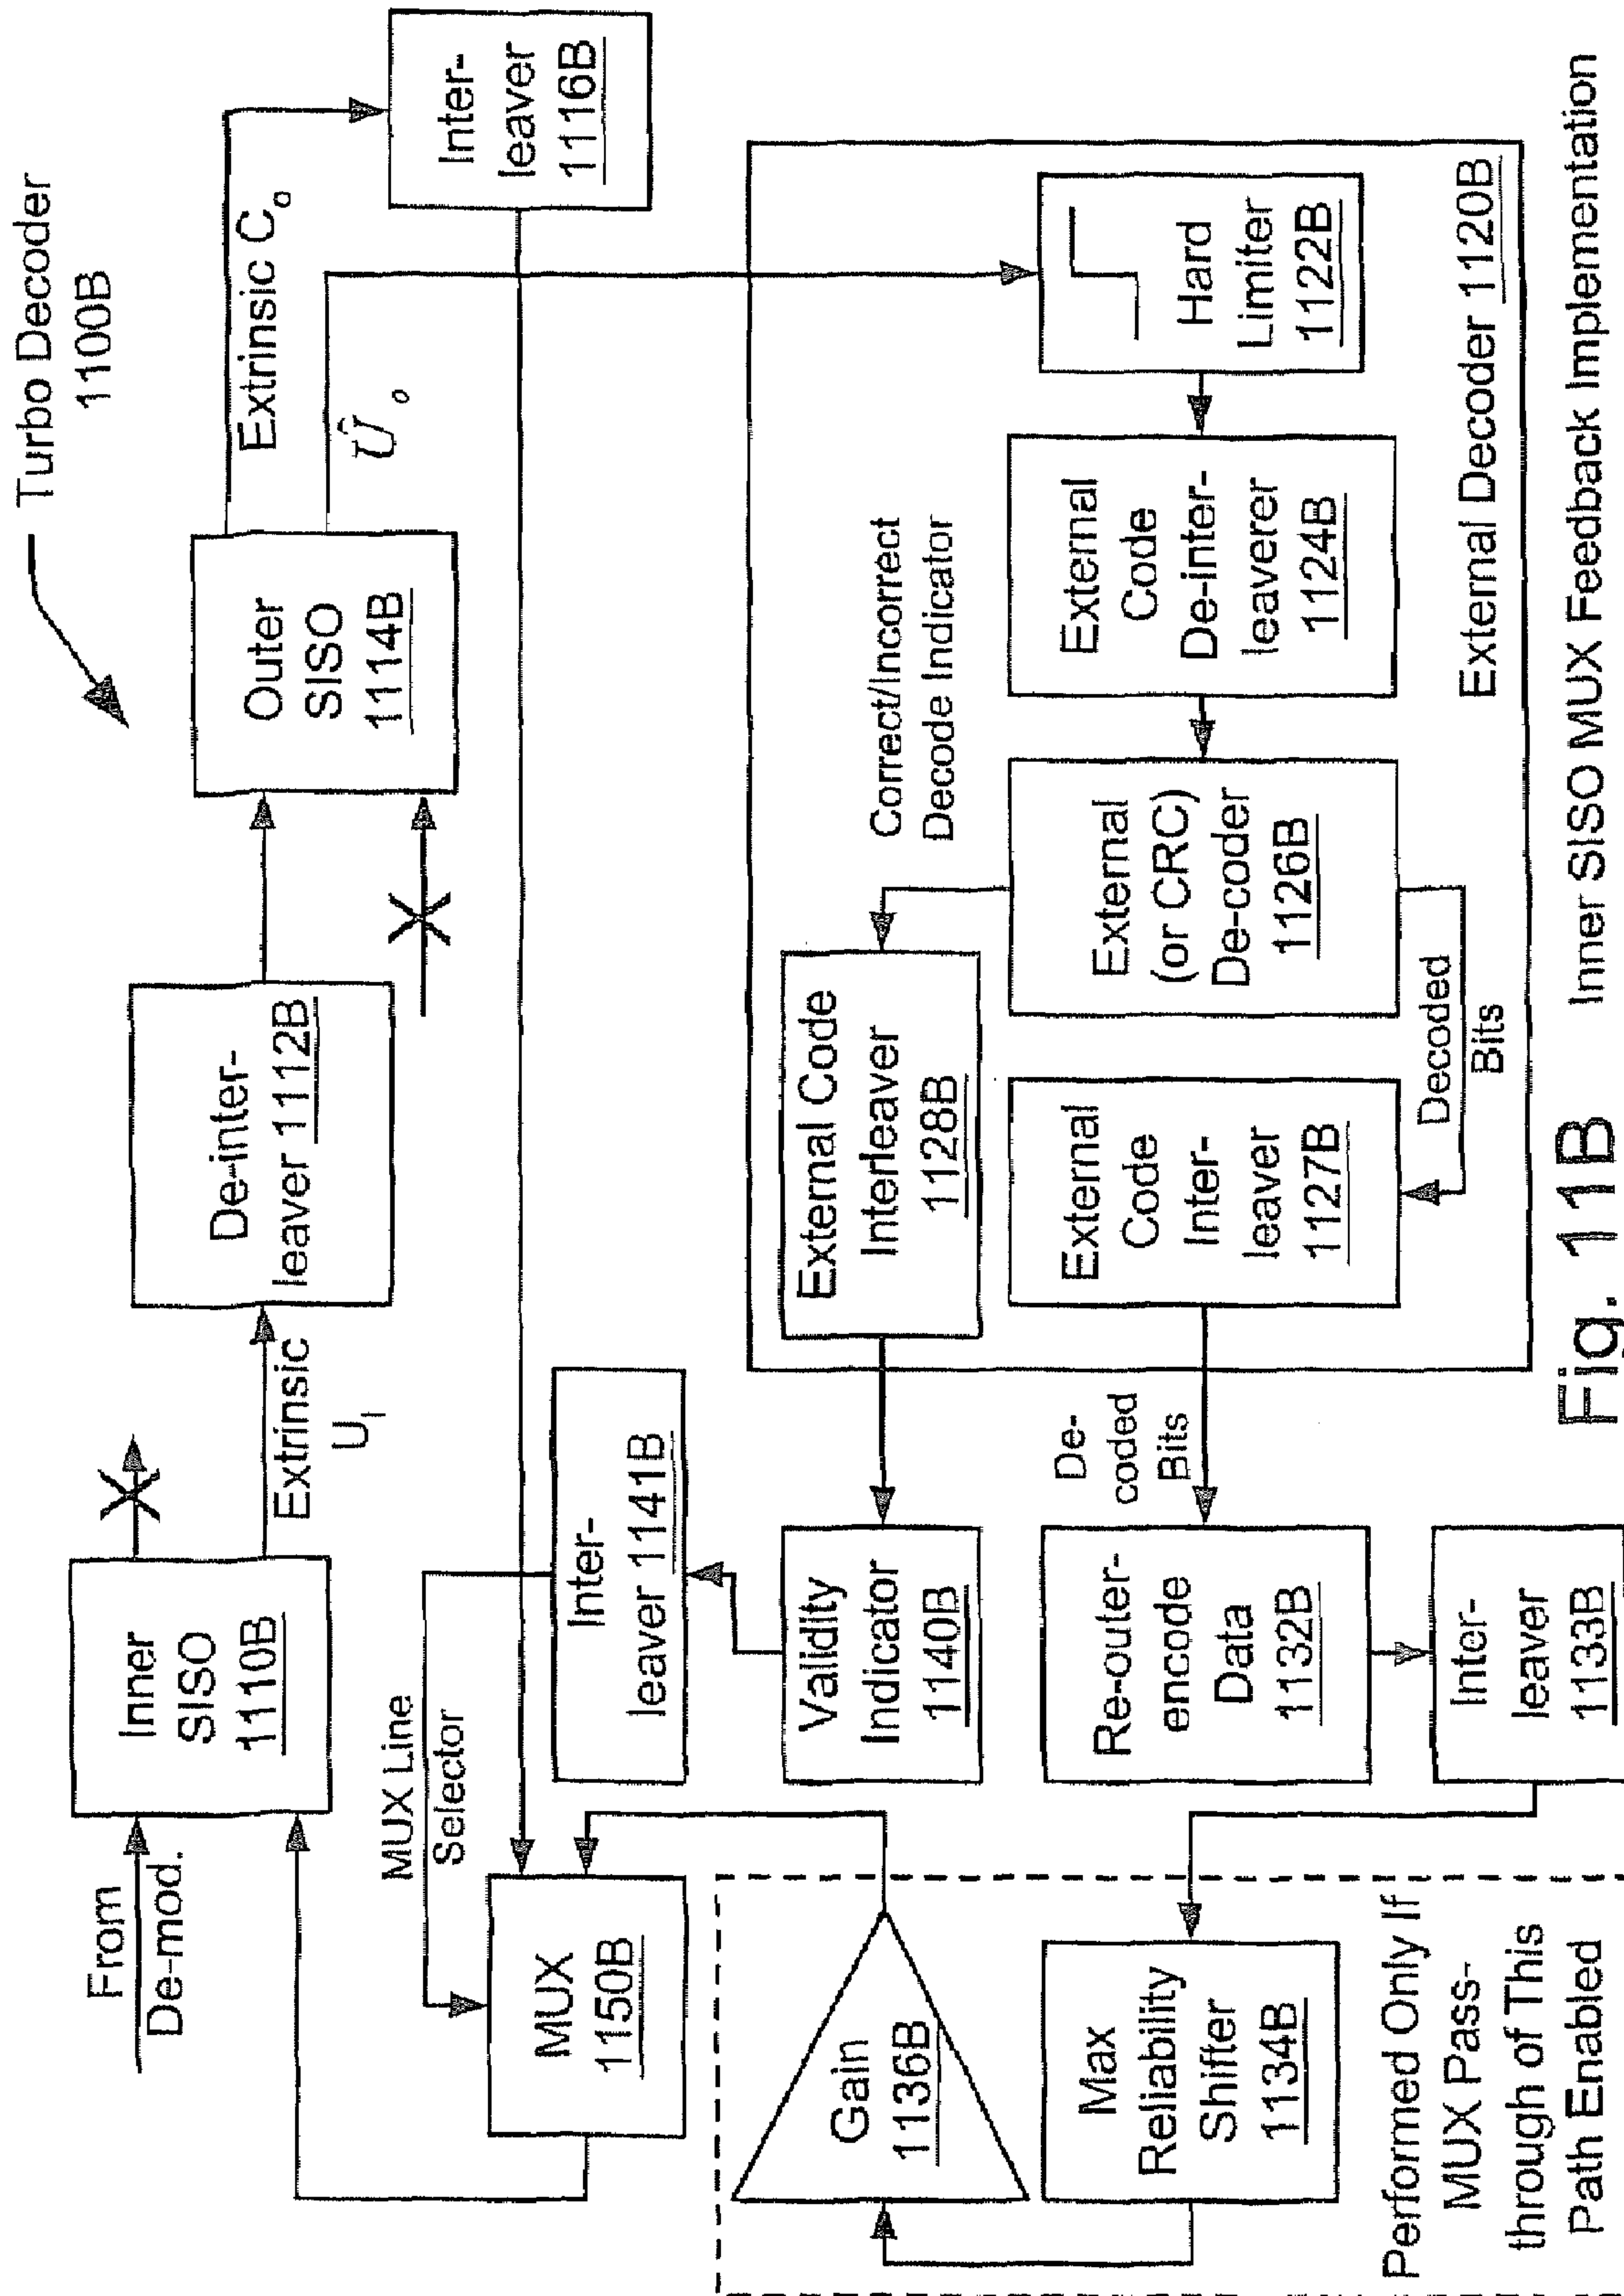 Turbo Decoder
1100B
From
De-mod.
Inner
SISO
1110B
Extrinsic
U_I
De-inter-
leaver 1112B
Outer
SISO
1114B
Extrinsic C_o
Û_o
Inter-
leaver
1116B
MUX Line
Selector
MUX
1150B
Inter-
leaver 1141B
Validity
Indicator
1140B
Correct/Incorrect
Decode Indicator
External Code
Interleaver
1128B
Hard
Limiter
1122B
External
Code
De-inter-
leaverer
1124B
External
(or CRC)
De-coder
1126B
External
Code
Inter-
leaver
1127B
Decoded
Bits
External Decoder 1120B
De-
coded
Bits
Re-outer-
encode
Data
1132B
Inter-
leaver
1133B
Gain
1136B
Max
Reliability
Shifter
1134B
Performed Only If
MUX Pass-
through of This
Path Enabled
Fig. 11B Inner SISO MUX Feedback Implementation